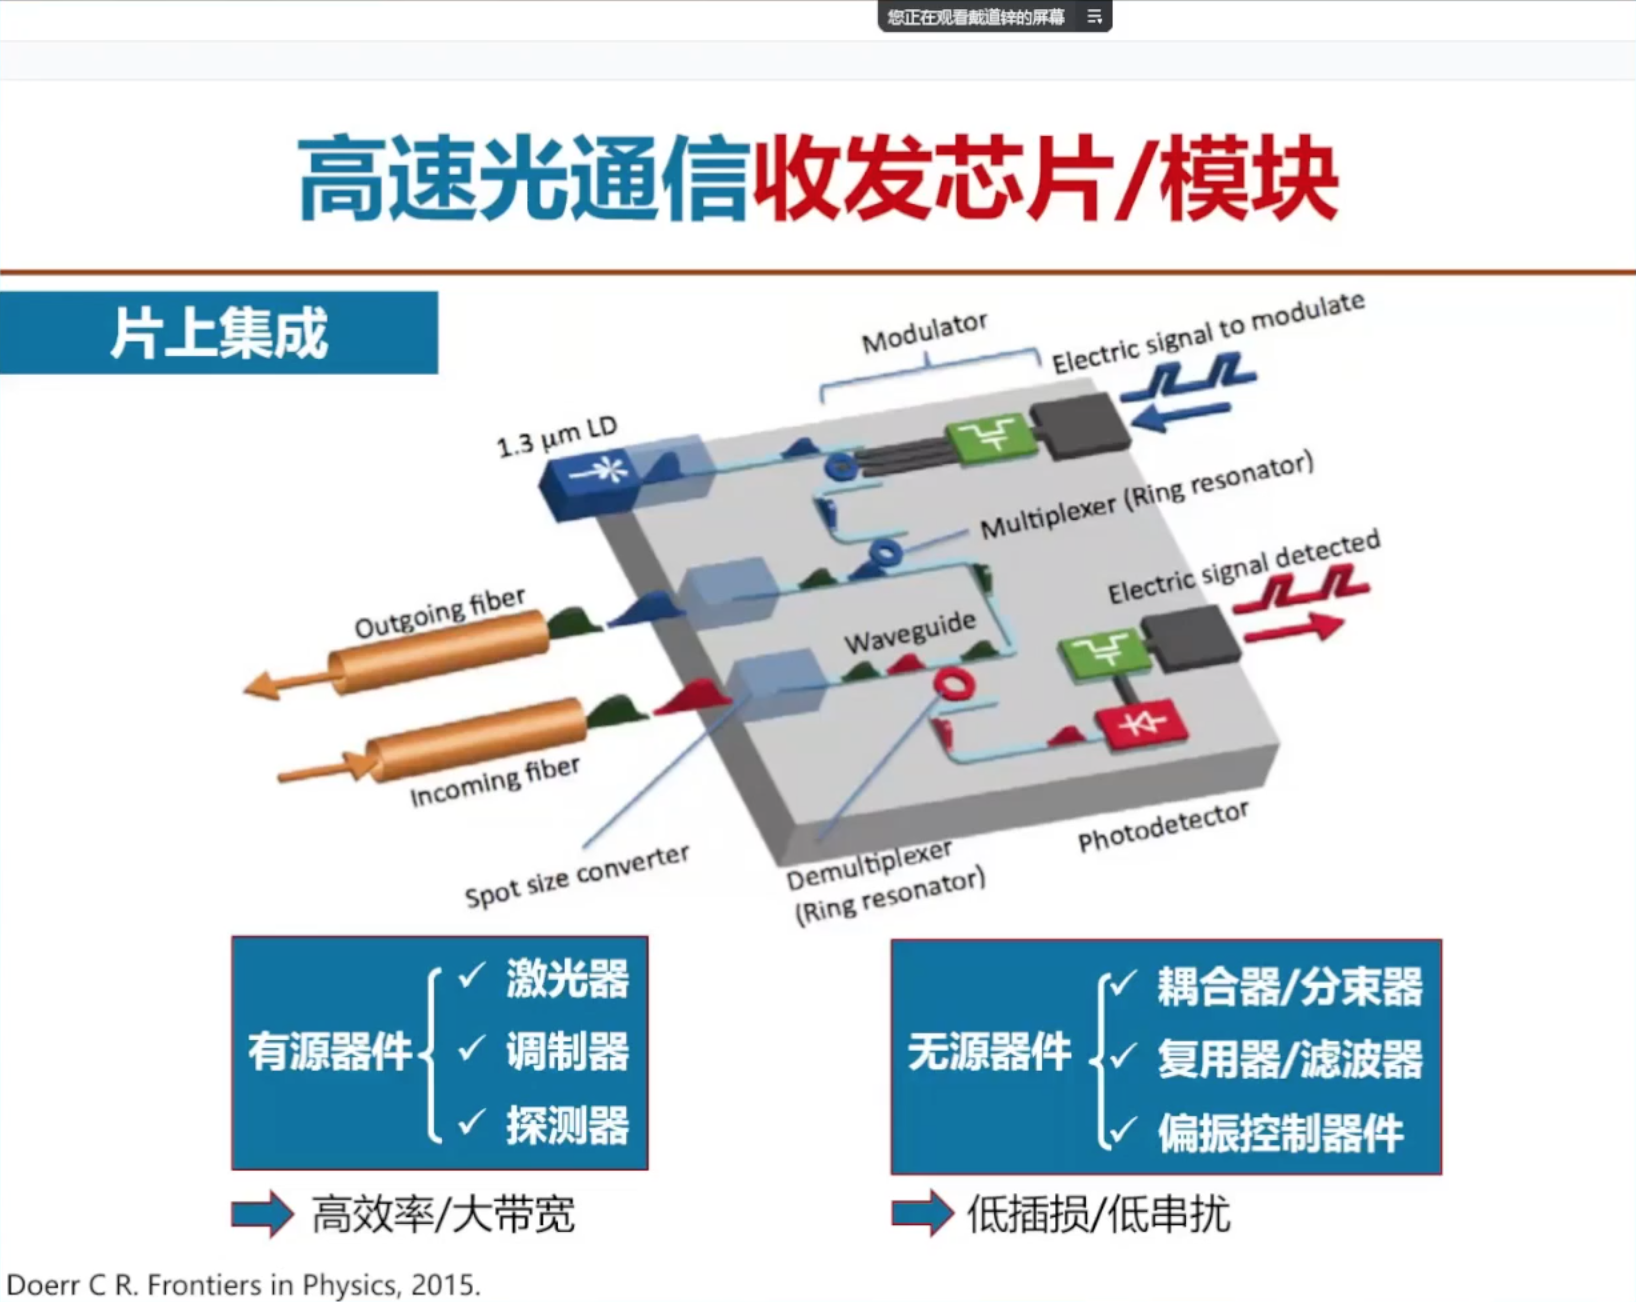 您正在观看戴道锌的屏幕
高速光通信收发芯片/模块
片上集成
Modulator
Electric signal to modulate
1.3 μm LD
Multiplexer (Ring resonator)
Electric signal detected
Outgoing fiber
Waveguide
Incoming fiber
Spot size converter
Demultiplexer
(Ring resonator)
Photodetector
有源器件
✓ 激光器
✓ 调制器
✓ 探测器
高效率/大带宽
无源器件
✓ 耦合器/分束器
✓ 复用器/滤波器
✓ 偏振控制器件
低插损/低串扰
Doerr C R. Frontiers in Physics, 2015.